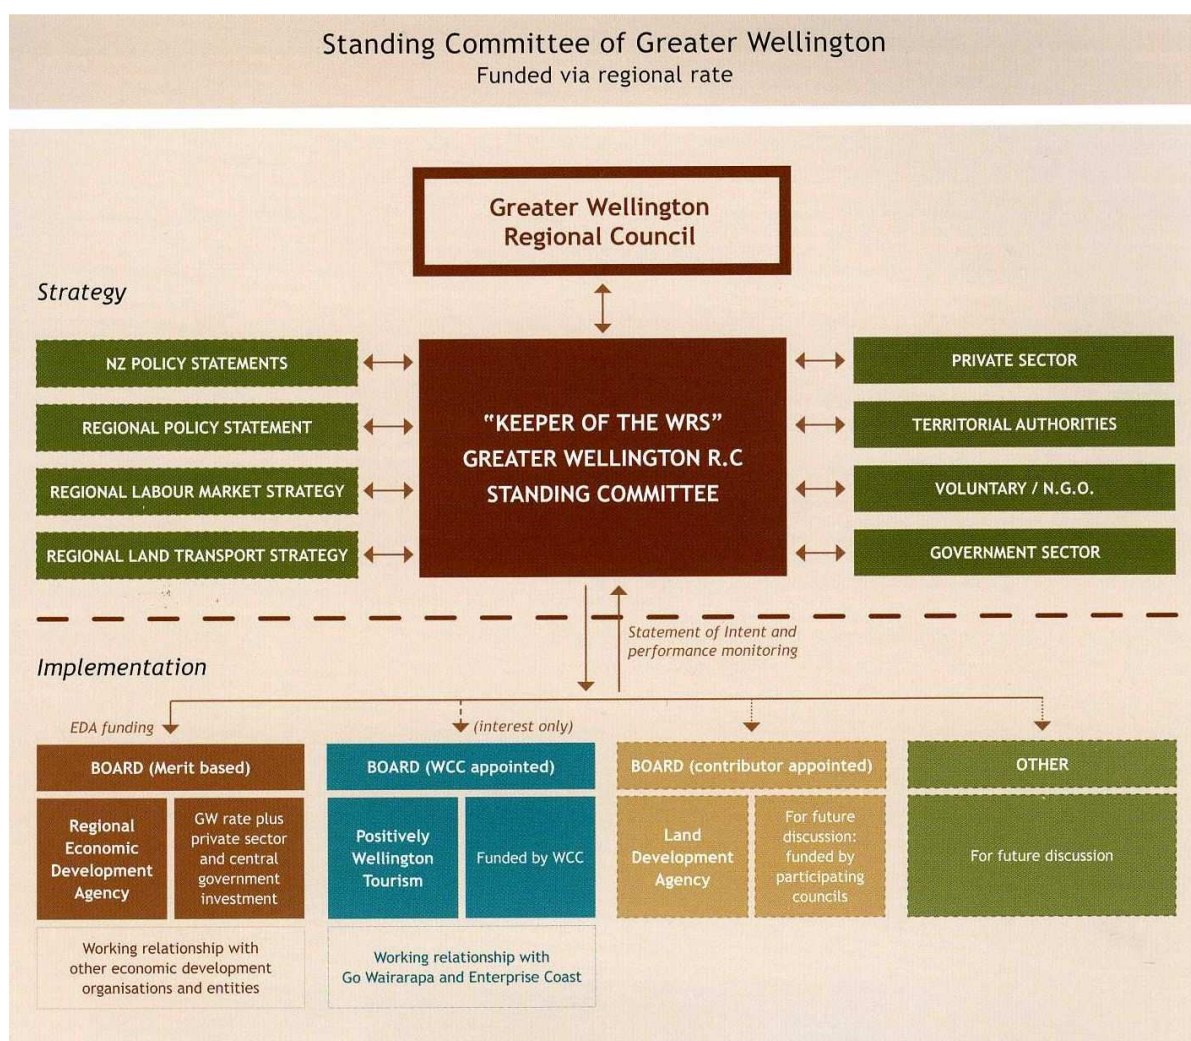 Standing Committee of Greater Wellington
Funded via regional rate
Greater Wellington
Regional Council
Strategy
NZ POLICY STATEMENTS
REGIONAL POLICY STATEMENT
REGIONAL LABOUR MARKET STRATEGY
REGIONAL LAND TRANSPORT STRATEGY
“KEEPER OF THE WRS”
GREATER WELLINGTON R.C
STANDING COMMITTEE
PRIVATE SECTOR
TERRITORIAL AUTHORITIES
VOLUNTARY / N.G.O.
GOVERNMENT SECTOR
Statement of Intent and
performance monitoring
Implementation
EDA funding
(interest only)
BOARD (Merit based)
Regional
Economic
Development
Agency
GW rate plus
private sector
and central
government
investment
Working relationship with
other economic development
organisations and entities
BOARD (WCC appointed)
Positively
Wellington
Tourism
Funded by WCC
Working relationship with
Go Wairarapa and Enterprise Coast
BOARD (contributor appointed)
Land
Development
Agency
For future
discussion:
funded by
participating
councils
OTHER
For future discussion